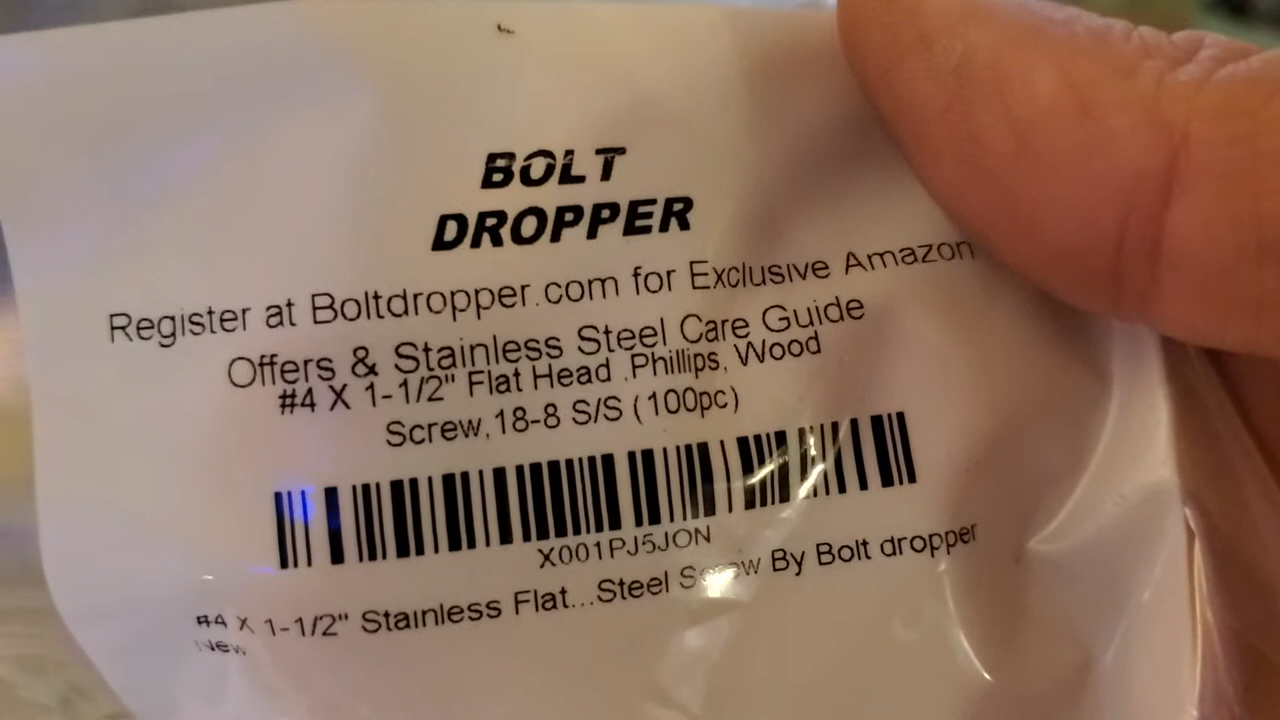 BOLT
DROPPER
Register at Boltdropper.com for Exclusive Amazon
Offers & Stainless Steel Care Guide
#4 X 1-1/2" Flat Head ,Phillips, Wood
Screw,18-8 S/S (100pc)
X001PJ5JON
#4 X 1-1/2" Stainless Flat...Steel Screw By Bolt dropper
New